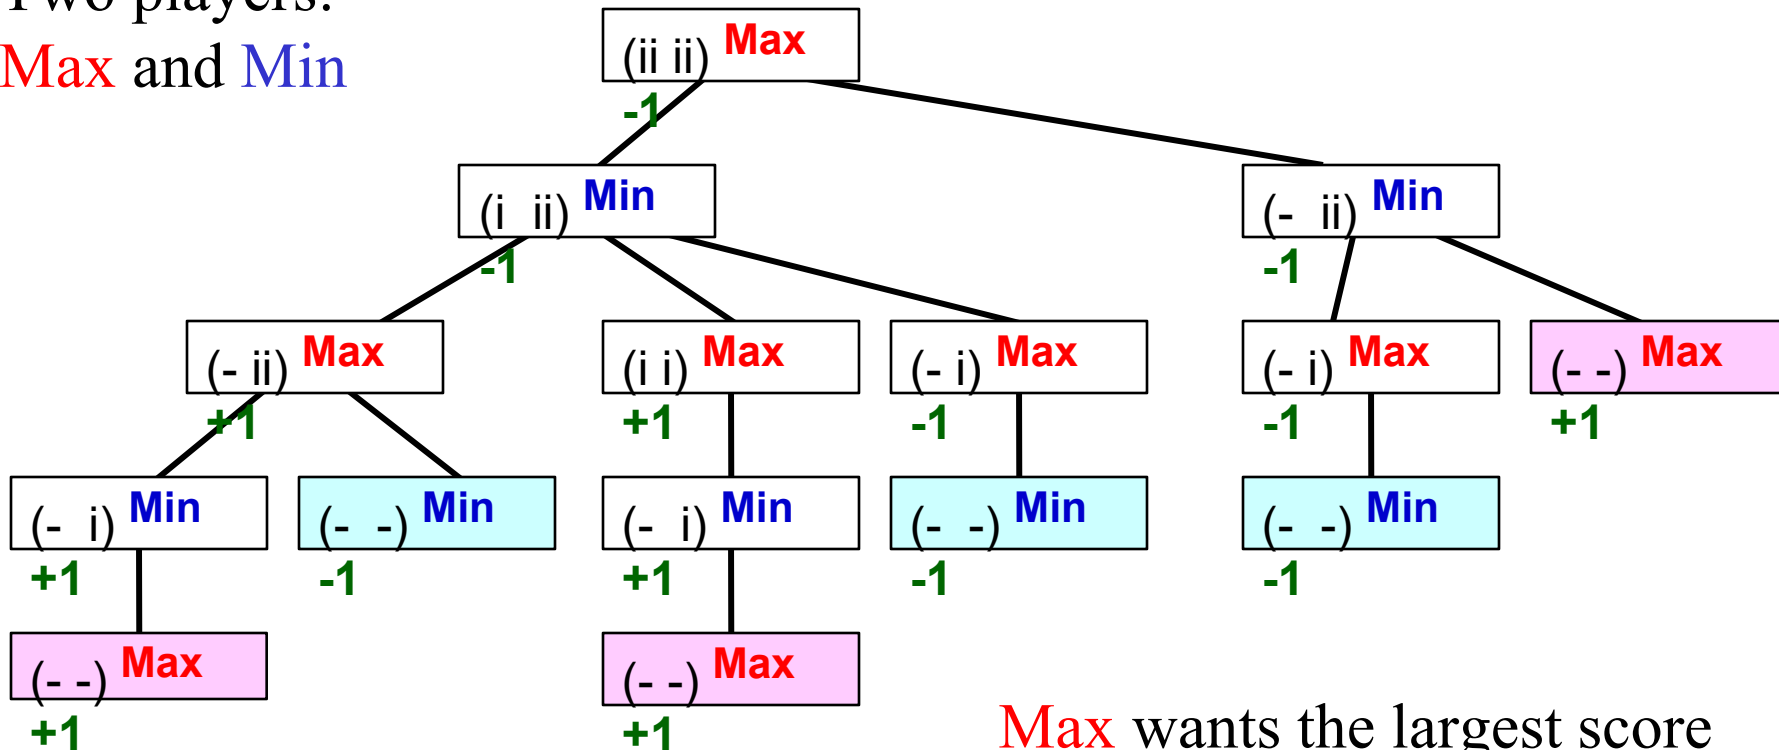 Two players:
Max and Min
(ii ii) Max
-1
(i ii) Min
-1
(- ii) Min
-1
(- ii) Max
+1
(i i) Max
+1
(- i) Max
-1
(- i) Max
-1
(- -) Max
+1
(- i) Min
+1
(- -) Min
-1
(- i) Min
+1
(- -) Min
-1
(- -) Min
-1
(- -) Max
+1
(- -) Max
+1
Max wants the largest score